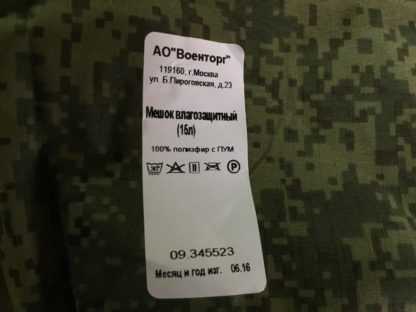 АО"Военторг"
119160, г.Москва
ул. Б.Пироговская, д.23
Мешок влагозащитный
(15л)
100% полиэфир с ПУМ
P
09.345523
Месяц и год изг. 06.16